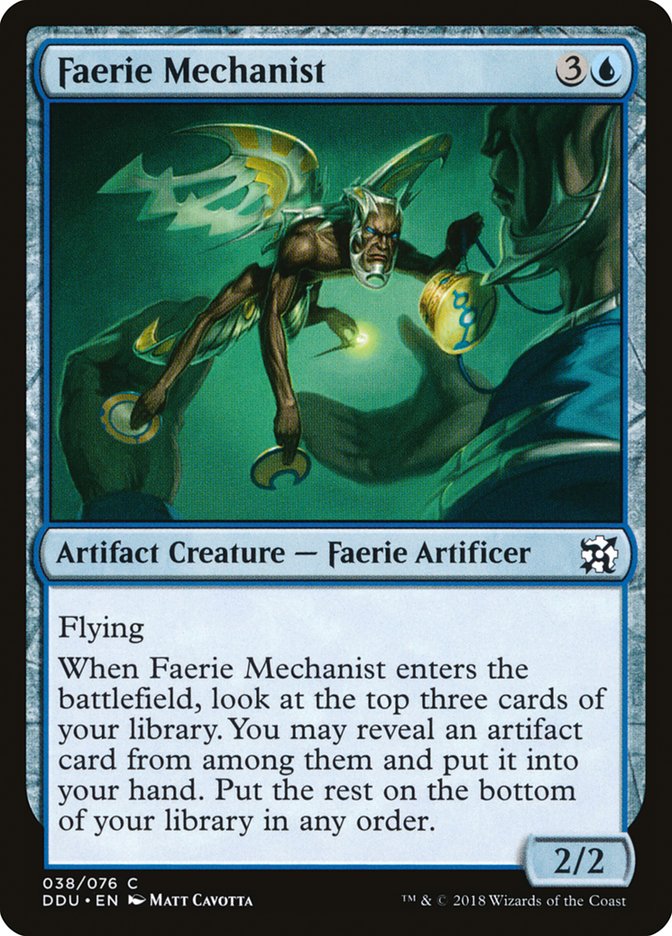 Faerie Mechanist 3
Artifact Creature — Faerie Artificer
Flying
When Faerie Mechanist enters the
battlefield, look at the top three cards of
your library. You may reveal an artifact
card from among them and put it into
your hand. Put the rest on the bottom
of your library in any order.
2/2
038/076 C
DDU • EN Matt Cavotta
™ & © 2018 Wizards of the Coast